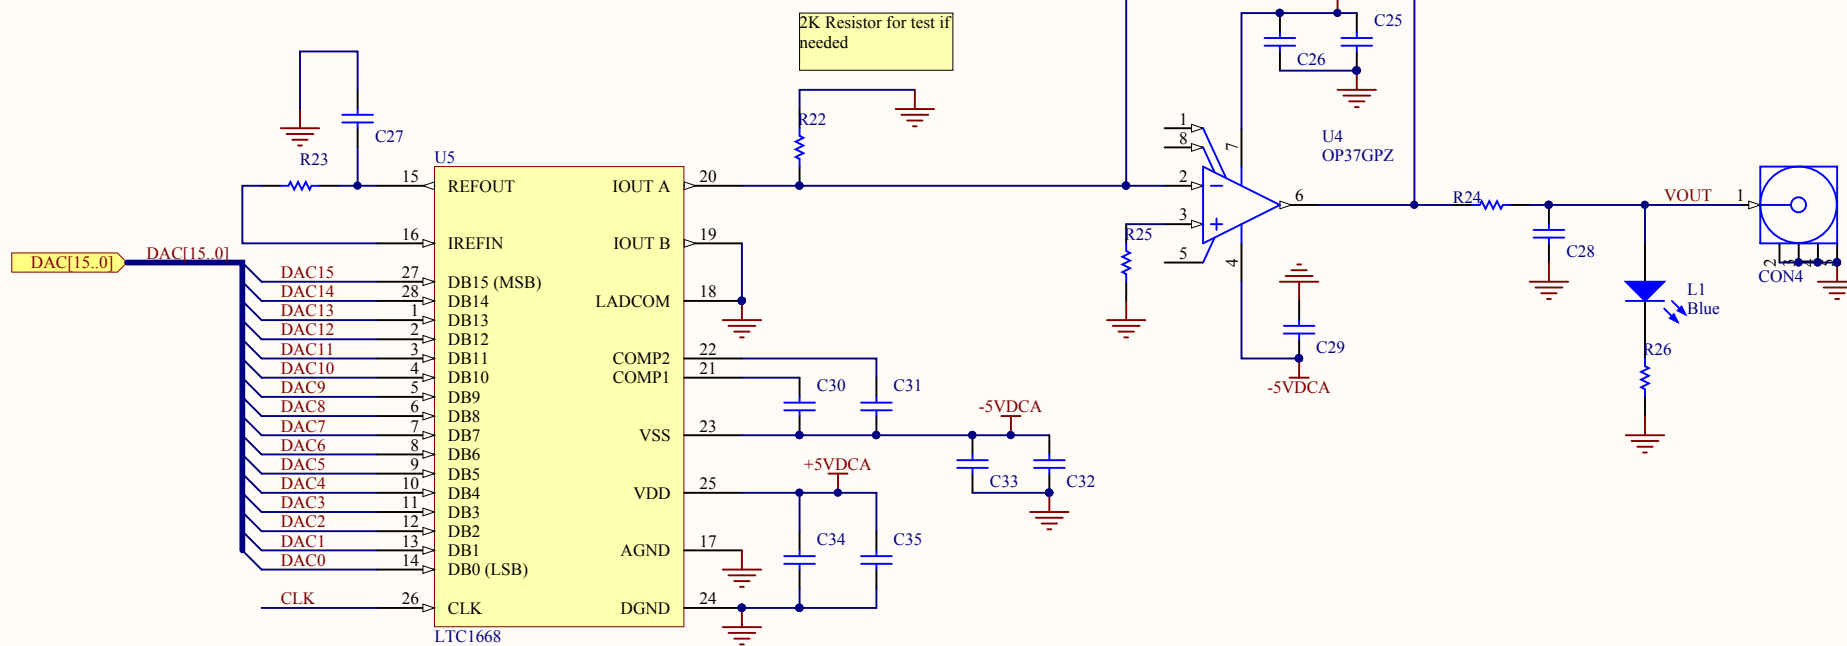 2K Resistor for test if
needed
C25
C26
C27
R22
R23
U4
OP37GPZ
1
8
7
2
3
5
6
4
U5
15 REFOUT
IOUT A 20
16 IREFIN
IOUT B 19
R25
R24
VOUT
1
C28
2
CON4
DAC[15..0]
DAC[15..0]
DAC15 27 DB15 (MSB)
DAC14 28 DB14
DAC13 1 DB13
DAC12 2 DB12
DAC11 3 DB11
DAC10 4 DB10
DAC9 5 DB9
DAC8 6 DB8
DAC7 7 DB7
DAC6 8 DB6
DAC5 9 DB5
DAC4 10 DB4
DAC3 11 DB3
DAC2 12 DB2
DAC1 13 DB1
DAC0 14 DB0 (LSB)
CLK 26 CLK
LADCOM 18
COMP2 22
COMP1 21
VSS 23
VDD 25
AGND 17
DGND 24
LTC1668
C30
C31
-5VDCA
C33
C32
+5VDCA
C34
C35
C29
-5VDCA
L1
Blue
R26